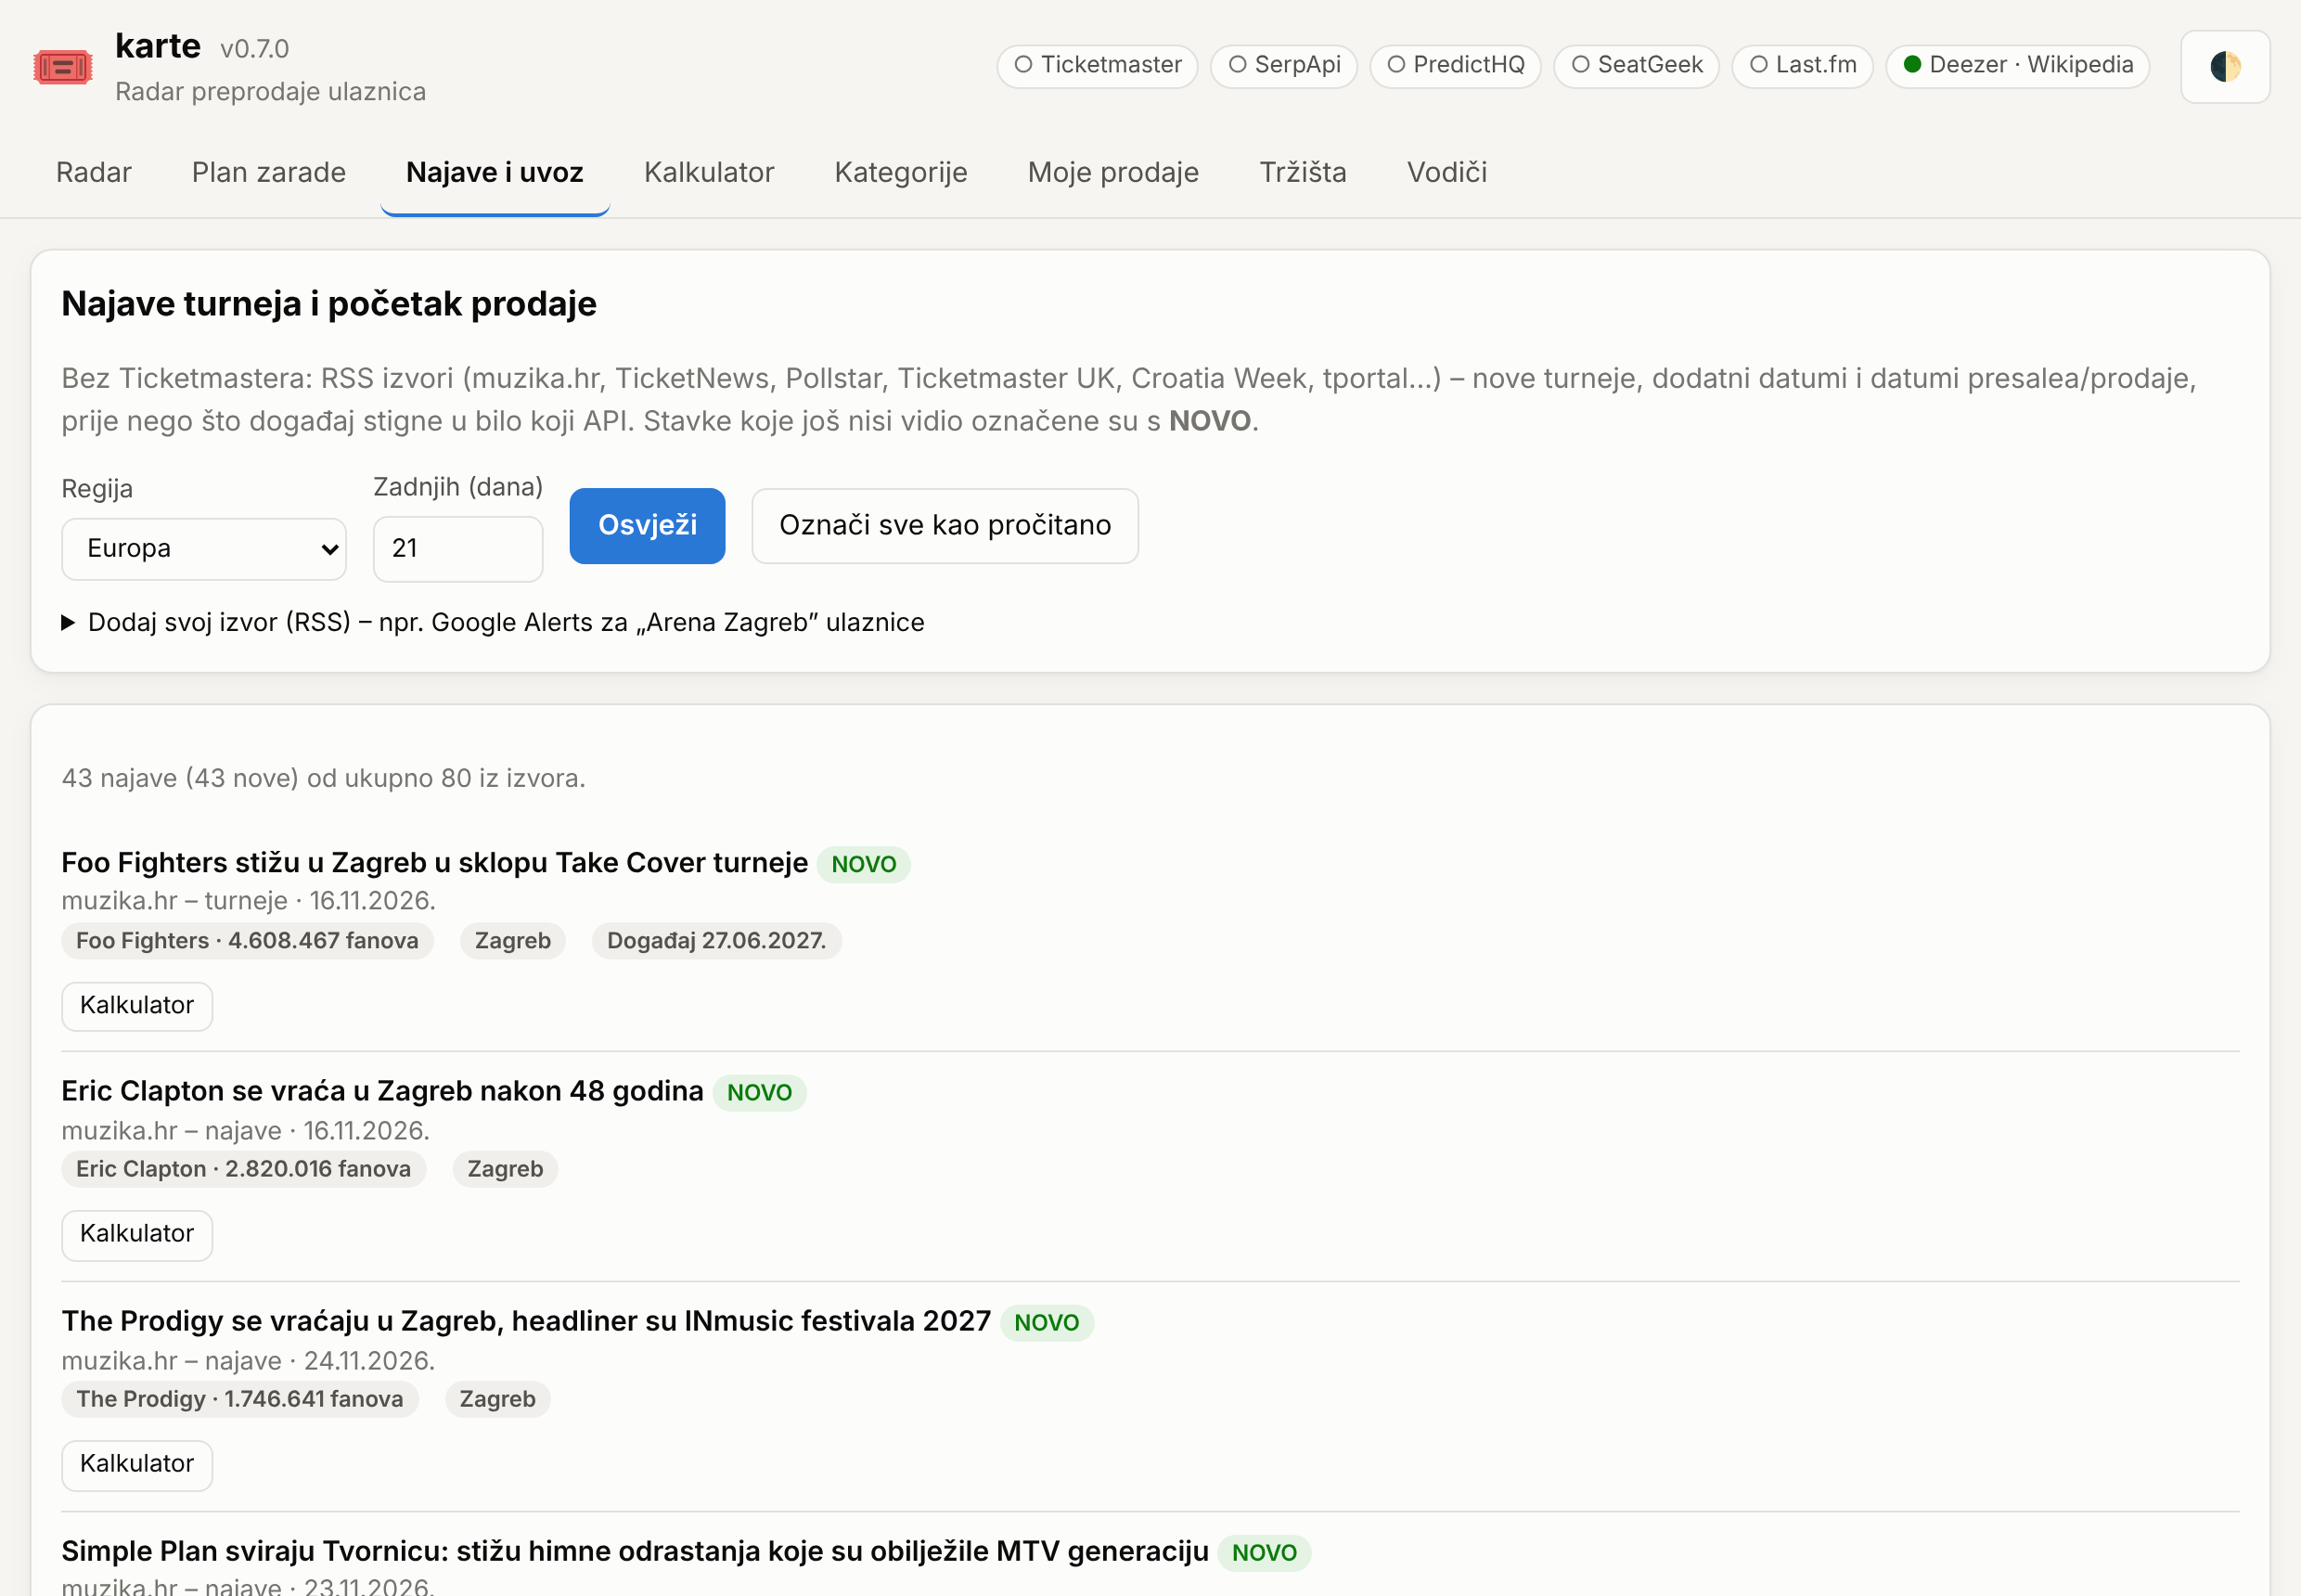 karte v0.7.0
Radar preprodaje ulaznica
Ticketmaster
SerpApi
PredictHQ
SeatGeek
Last.fm
Deezer · Wikipedia
Radar
Plan zarade
Najave i uvoz
Kalkulator
Kategorije
Moje prodaje
Tržišta
Vodiči
Najave turneja i početak prodaje
Bez Ticketmastera: RSS izvori (muzika.hr, TicketNews, Pollstar, Ticketmaster UK, Croatia Week, tportal...) – nove turneje, dodatni datumi i datumi presalea/prodaje,
prije nego što događaj stigne u bilo koji API. Stavke koje još nisi vidio označene su s NOVO.
Regija
Zadnjih (dana)
Europa
21
Osvježi
Označi sve kao pročitano
Dodaj svoj izvor (RSS) – npr. Google Alerts za „Arena Zagreb” ulaznice
43 najave (43 nove) od ukupno 80 iz izvora.
Foo Fighters stižu u Zagreb u sklopu Take Cover turneje NOVO
muzika.hr – turneje · 16.11.2026.
Foo Fighters · 4.608.467 fanova
Zagreb
Događaj 27.06.2027.
Kalkulator
Eric Clapton se vraća u Zagreb nakon 48 godina NOVO
muzika.hr – najave · 16.11.2026.
Eric Clapton · 2.820.016 fanova
Zagreb
Kalkulator
The Prodigy se vraćaju u Zagreb, headliner su INmusic festivala 2027 NOVO
muzika.hr – najave · 24.11.2026.
The Prodigy · 1.746.641 fanova
Zagreb
Kalkulator
Simple Plan sviraju Tvornicu: stižu himne odrastanja koje su obilježile MTV generaciju NOVO
muzika.hr – najave · 23.11.2026.